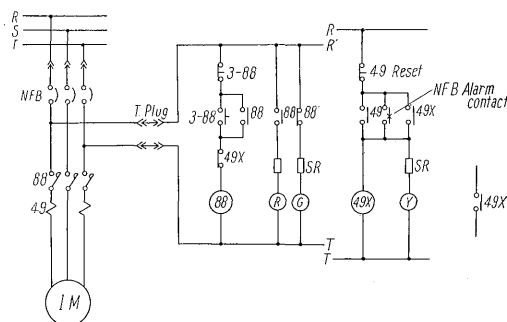 R
S
T
NFB
T. Plug
88
49
IM
R'
3-88
3-88
88
49X
88
88
R
88'
SR
G
T
R
49 Reset
49
NFB Alarm
contact
49X
SR
49X
Y
T
49X